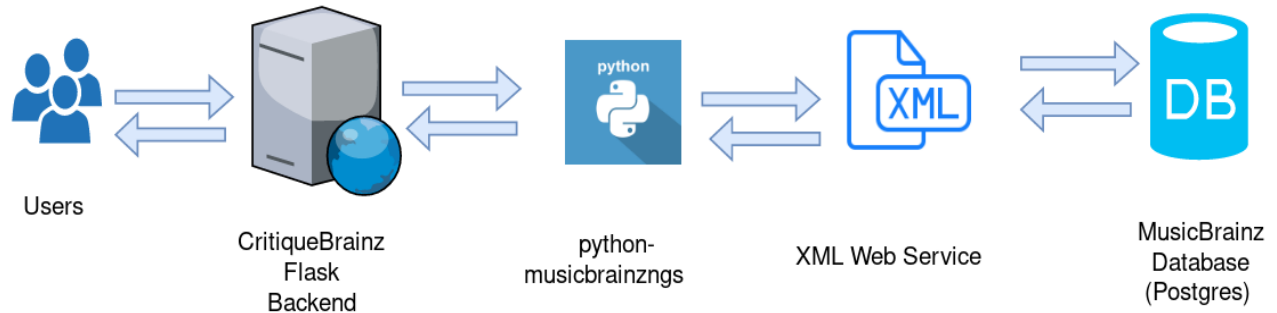 python
XML
DB
Users
CritiqueBrainz
Flask
Backend
python-
musicbrainzngs
XML Web Service
MusicBrainz
Database
(Postgres)